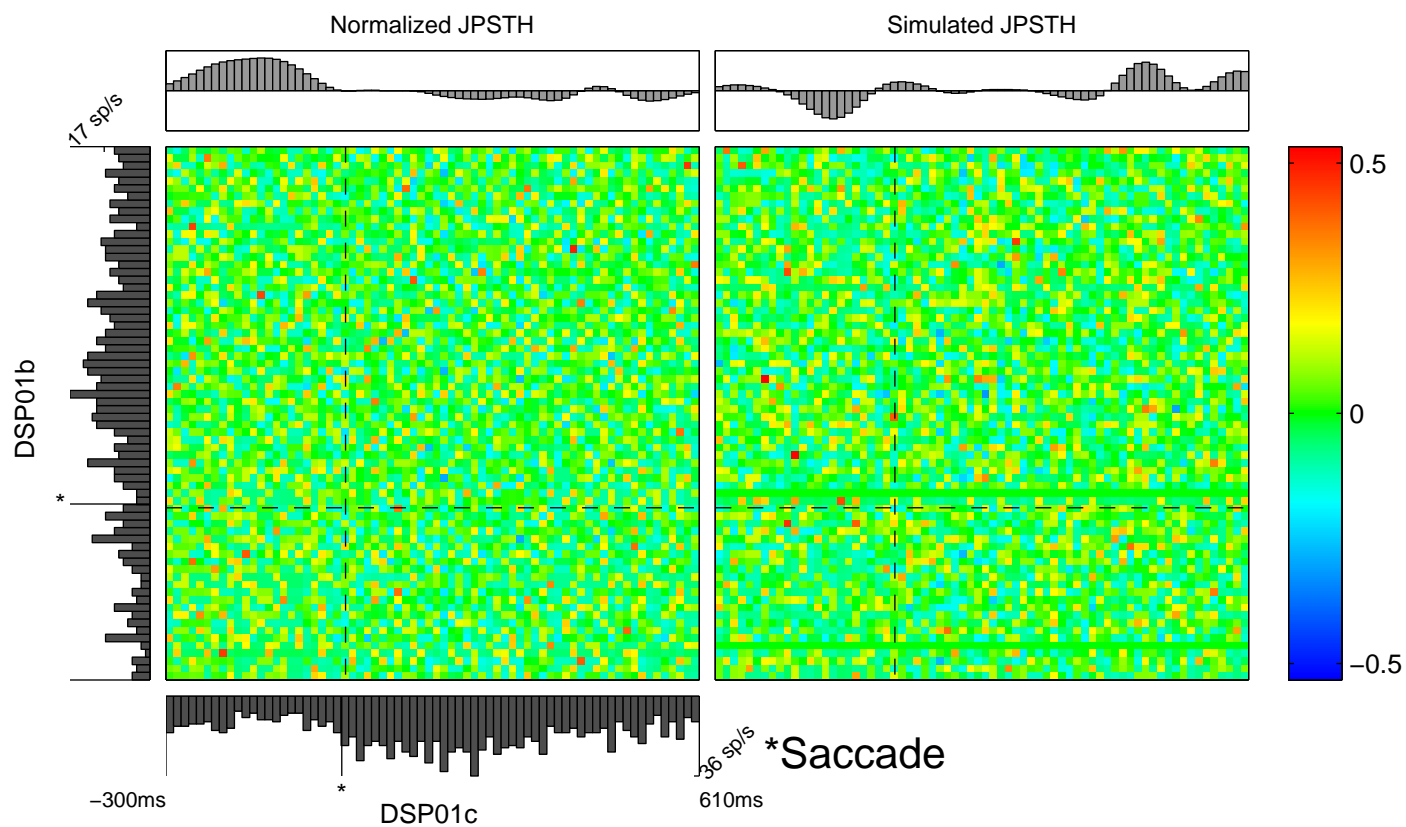 Normalized JPSTH
Simulated JPSTH
17 sp/s
0.5
0
−0.5
DSP01b
*
36 sp/s
*Saccade
*
−300ms
610ms
DSP01c